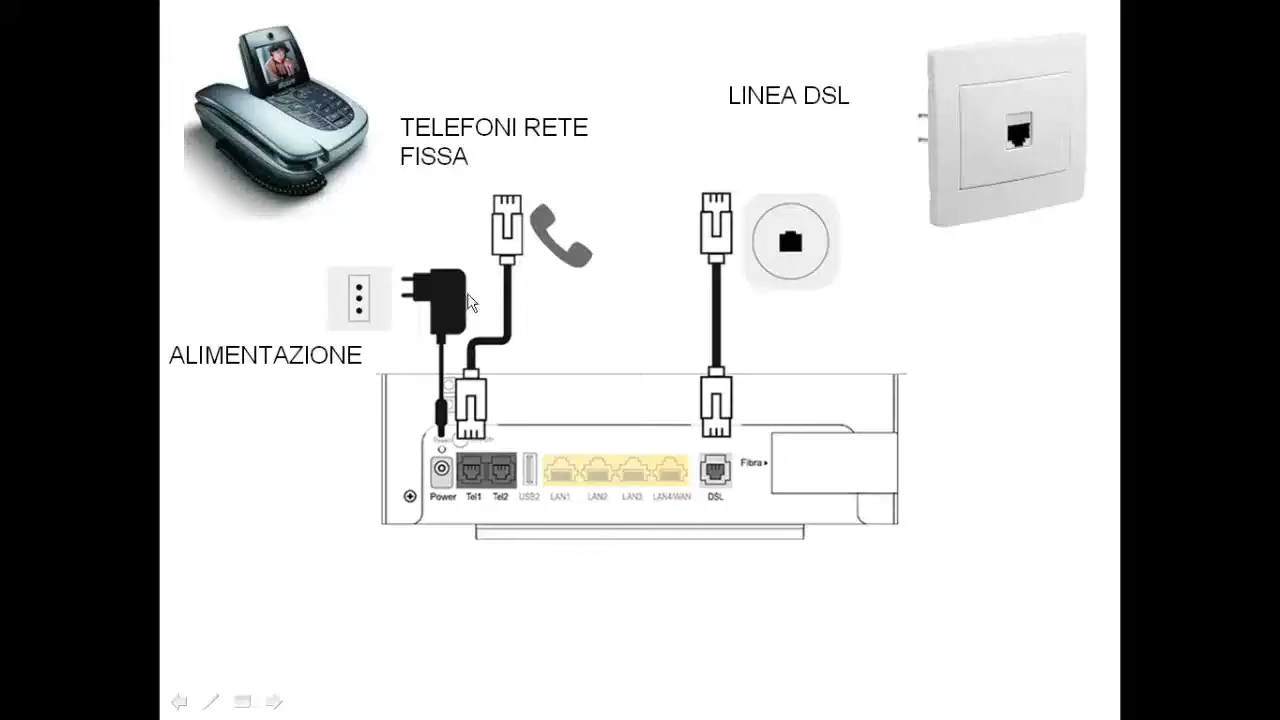 LINEA DSL
TELEFONI RETE
FISSA
ALIMENTAZIONE
Fibra
Power Tel1 Tel2 USB2 LAN1 LAN2 LAN3 LAN4/WAN DSL